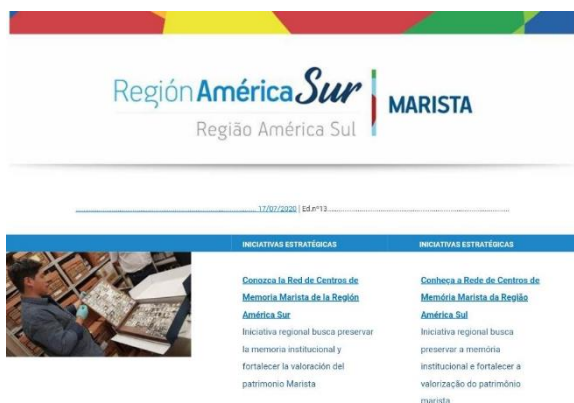 Región América Sur
MARISTA
Região América Sul
17/07/2020 | Ed.nº13
INICIATIVAS ESTRATÉGICAS
Conozca la Red de Centros de
Memoria Marista de la Región
América Sur
Iniciativa regional busca preservar
la memoria institucional y
fortalecer la valoración del
patrimonio Marista
INICIATIVAS ESTRATÉGICAS
Conheça a Rede de Centros de
Memória Marista da Região
América Sul
Iniciativa regional busca
preservar a memória
institucional e fortalecer a
valorização do patrimônio
marista